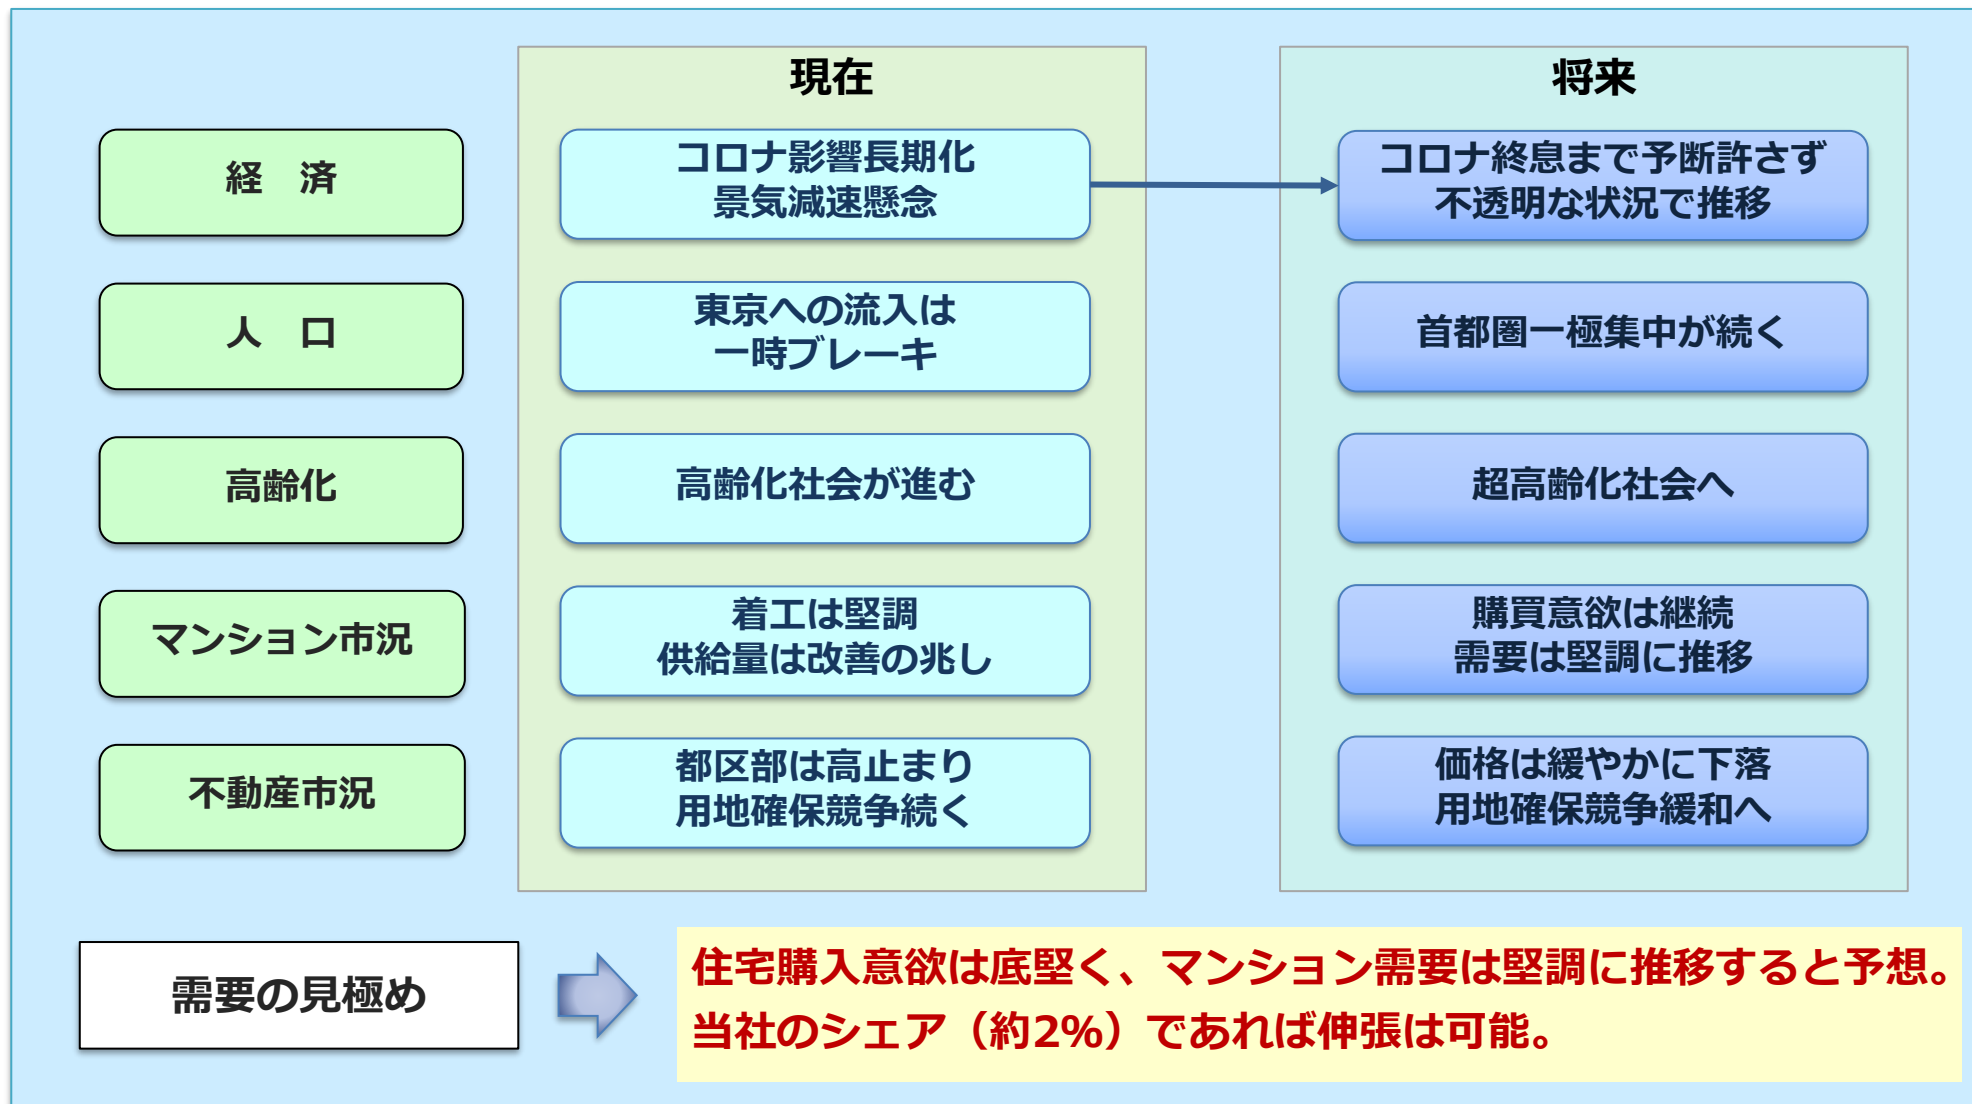 現在
将来
経　済
コロナ影響長期化
景気減速懸念
コロナ終息まで予断許さず
不透明な状況で推移
人　口
東京への流入は
一時ブレーキ
首都圏一極集中が続く
高齢化
高齢化社会が進む
超高齢化社会へ
マンション市況
着工は堅調
供給量は改善の兆し
購買意欲は継続
需要は堅調に推移
不動産市況
都区部は高止まり
用地確保競争続く
価格は緩やかに下落
用地確保競争緩和へ
需要の見極め
住宅購入意欲は底堅く、マンション需要は堅調に推移すると予想。
当社のシェア（約2%）であれば伸張は可能。